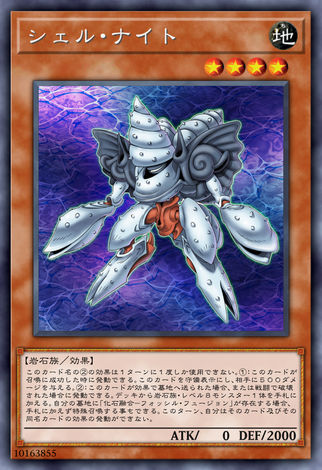 シェル・ナイト
地
【岩石族/効果】
このカード名の②の効果は1ターンに1度しか使用できない。①:このカードが
召喚に成功した時に発動できる。このカードを守備表示にし、相手に500ダメ
ージを与える。②:このカードが効果で墓地へ送られた場合、または戦闘で破壊
された場合に発動できる。デッキから岩石族・レベル8モンスター1体を手札に
加える。自分の墓地に「化石融合-フォッシル・フュージョン」が存在する場合、
手札に加えず特殊召喚する事もできる。このターン、自分はそのカード及びその
同名カードの効果を発動できない。
ATK/ 0 DEF/2000
10163855